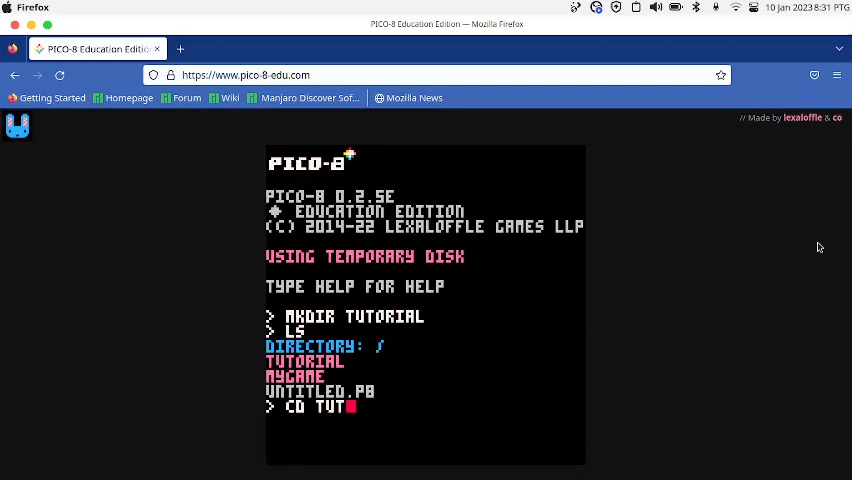 Firefox
10 Jan 2023 8:31 PTG
PICO-8 Education Edition — Mozilla Firefox
PICO-8 Education Editio
https://www.pico-8-edu.com
Getting Started
Homepage
Forum
Wiki
Manjaro Discover Sof...
Mozilla News
// Made by lexaloffle & co
PICO-8
PICO-8 0.2.5E
EDUCATION EDITION
(C) 2014-22 LEXALOFFLE GAMES LLP
USING TEMPORARY DISK
TYPE HELP FOR HELP
> MKDIR TUTORIAL
> LS
DIRECTORY: /
TUTORIAL
MYGAME
UNTITLED.P8
> CD TUT